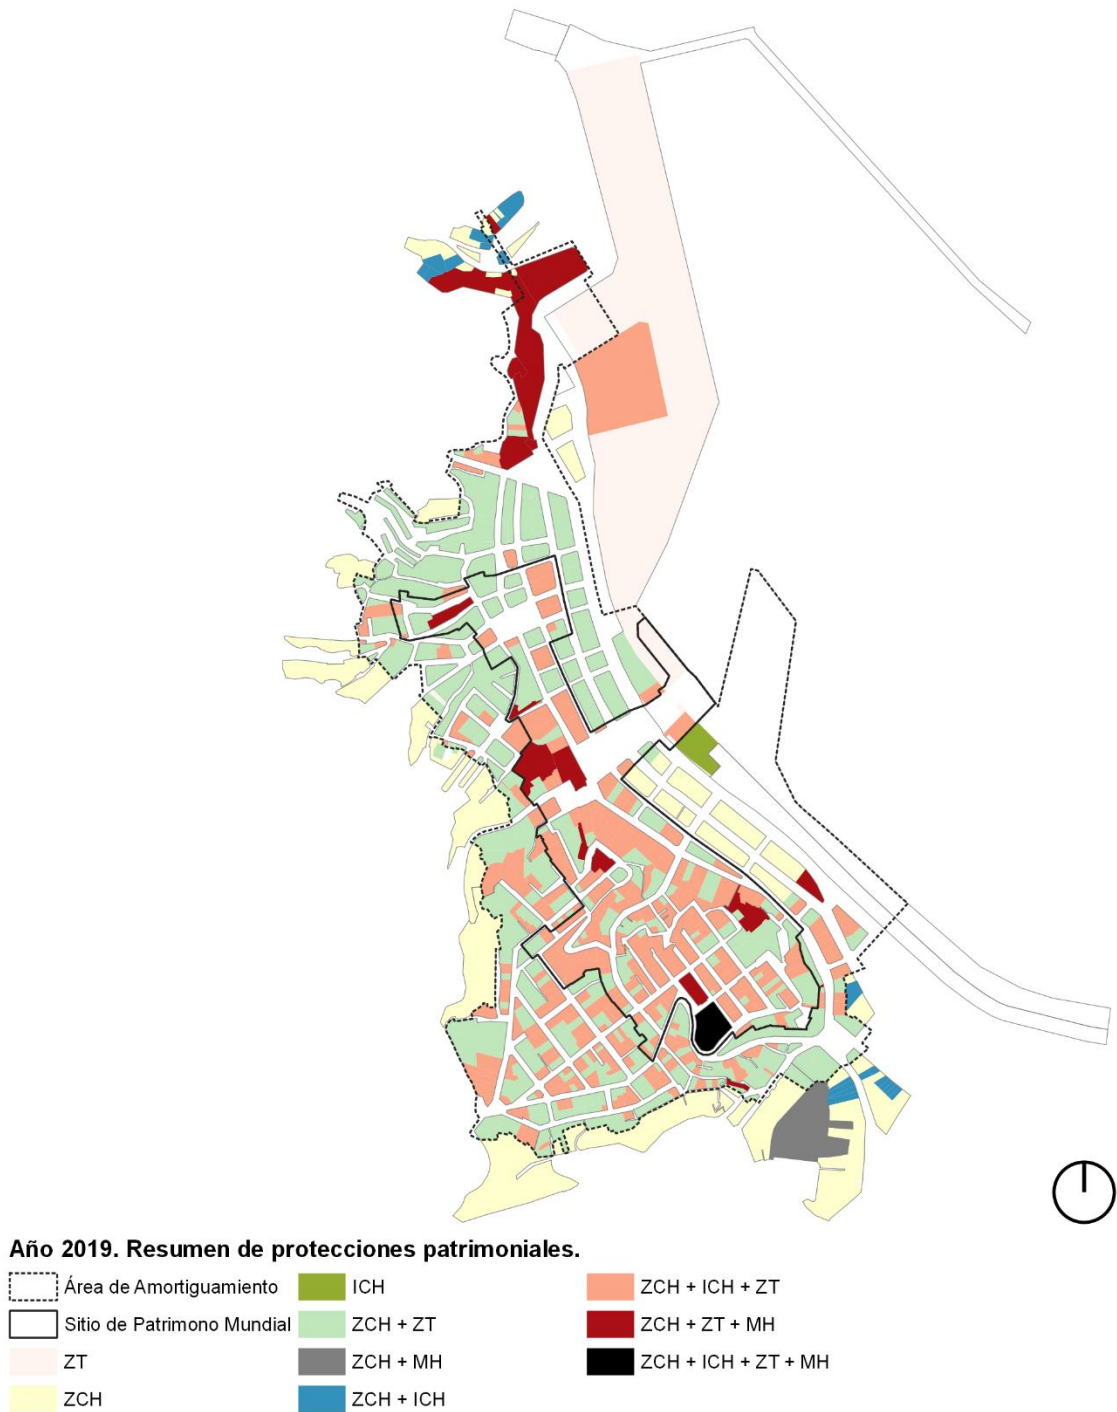 Año 2019. Resumen de protecciones patrimoniales.
Área de Amortiguamiento
Sitio de Patrimono Mundial
ZT
ZCH
ICH
ZCH + ZT
ZCH + MH
ZCH + ICH
ZCH + ICH + ZT
ZCH + ZT + MH
ZCH + ICH + ZT + MH